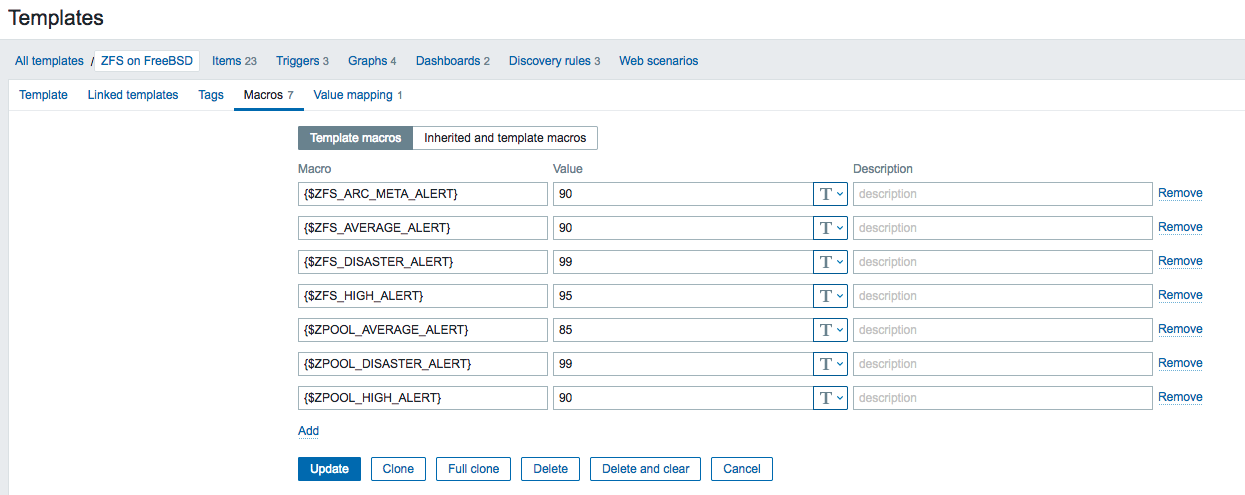 Templates
All templates / ZFS on FreeBSD Items 23 Triggers 3 Graphs 4 Dashboards 2 Discovery rules 3 Web scenarios
Template Linked templates Tags Macros 7 Value mapping 1
Template macros Inherited and template macros
Macro Value Description
{$ZFS_ARC_META_ALERT} 90 T description Remove
{$ZFS_AVERAGE_ALERT} 90 T description Remove
{$ZFS_DISASTER_ALERT} 99 T description Remove
{$ZFS_HIGH_ALERT} 95 T description Remove
{$ZPOOL_AVERAGE_ALERT} 85 T description Remove
{$ZPOOL_DISASTER_ALERT} 99 T description Remove
{$ZPOOL_HIGH_ALERT} 90 T description Remove
Add
Update Clone Full clone Delete Delete and clear Cancel